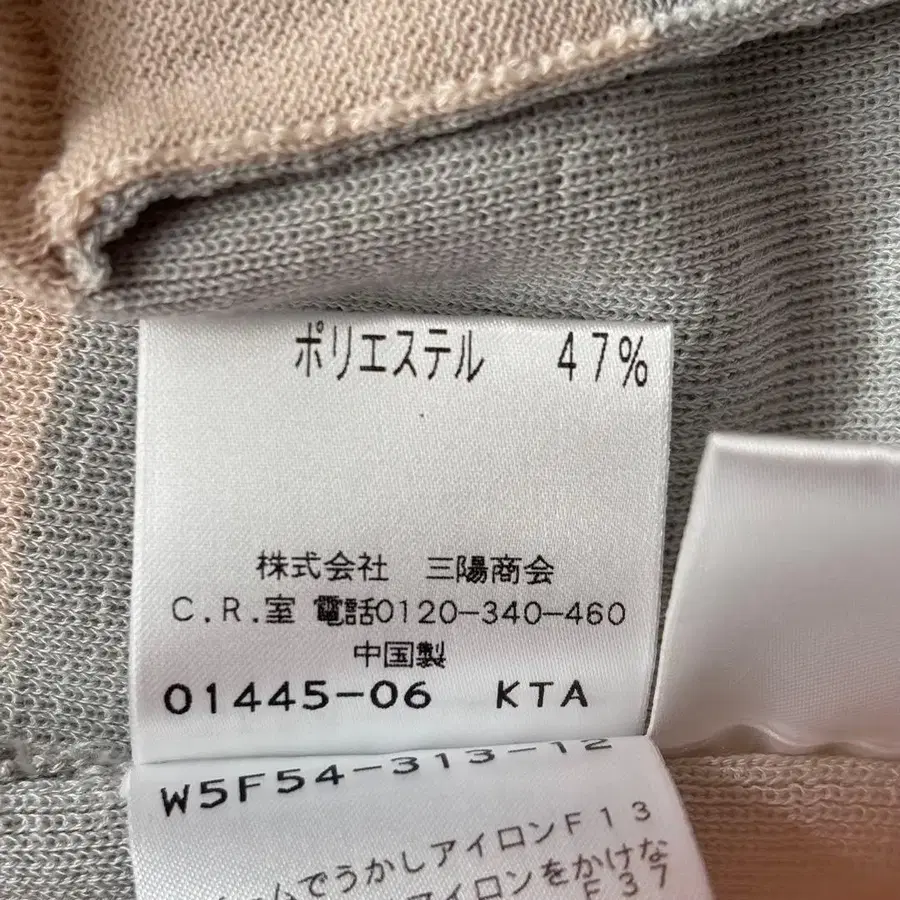 ポリエステル 47%
株式会社 三陽商会
C.R.室 電話0120-340-460
中国製
01445-06 KTA
W5F54-313-12
でうかしアイロンF13
アイロンをかけな
F37